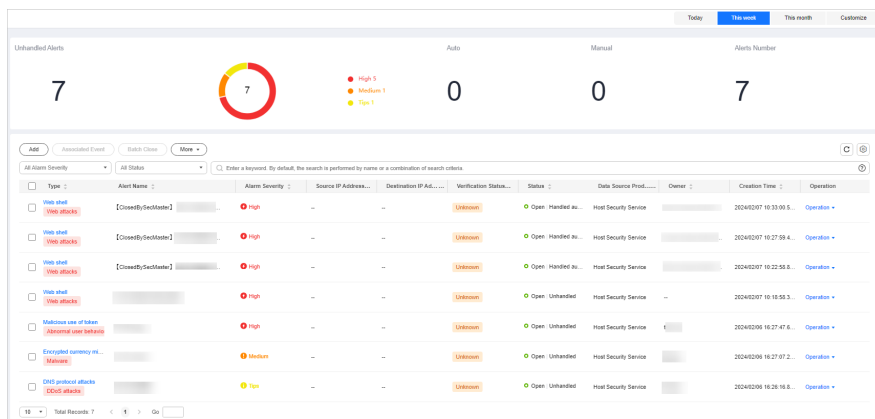 Today This week This month Customize
Unhandled Alerts Auto Manual Alerts Number
7 7 High 5 Medium 1 Tips 1 0 0 7
Add Associated Event Batch Close More
All Alarm Severity All Status Enter a keyword. By default, the search is performed by name or a combination of search criteria.
Type Alert Name Alarm Severity Source IP Address... Destination IP Ad... ... Verification Status... Status Data Source Prod... ... Owner Creation Time Operation
Web shell
Web attacks 【ClosedBySecMaster】 ... High -- -- Unknown Open | Handled au... Host Security Service 2024/02/07 10:33:00.5... Operation
Web shell
Web attacks 【ClosedBySecMaster】 ... High -- -- Unknown Open | Handled au... Host Security Service ... 2024/02/07 10:27:59.4... Operation
Web shell
Web attacks 【ClosedBySecMaster】 ... High -- -- Unknown Open | Handled au... Host Security Service ... 2024/02/07 10:22:58.6... Operation
Web shell
Web attacks High -- -- Unknown Open | Unhandled Host Security Service -- 2024/02/07 10:18:58.3... Operation
Malicious use of token
Abnormal user behavio High -- -- Unknown Open | Unhandled Host Security Service 2024/02/06 16:27:47.6... Operation
Encrypted currency mi...
Malware Medium -- -- Unknown Open | Unhandled Host Security Service 2024/02/06 16:27:07.2... Operation
DNS protocol attacks
DDoS attacks Tips -- -- Unknown Open | Unhandled Host Security Service 2024/02/06 16:26:16.8... Operation
10 Total Records: 7 < 1 > Go